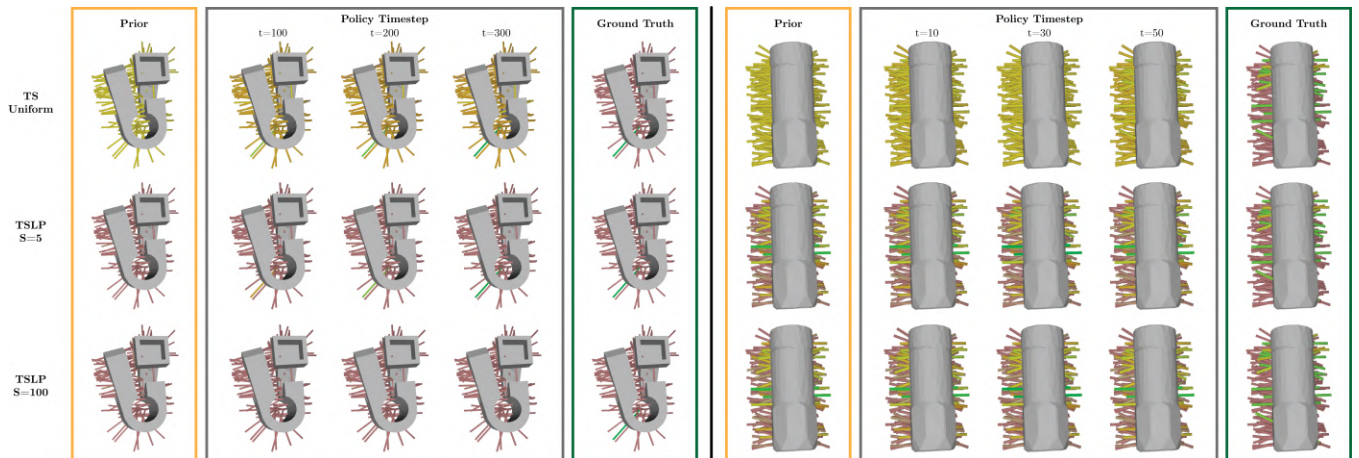 Prior
Policy Timestep
t=100 t=200 t=300
Ground Truth
Prior
Policy Timestep
t=10 t=30 t=50
Ground Truth
TS
Uniform
TSLP
S=5
TSLP
S=100